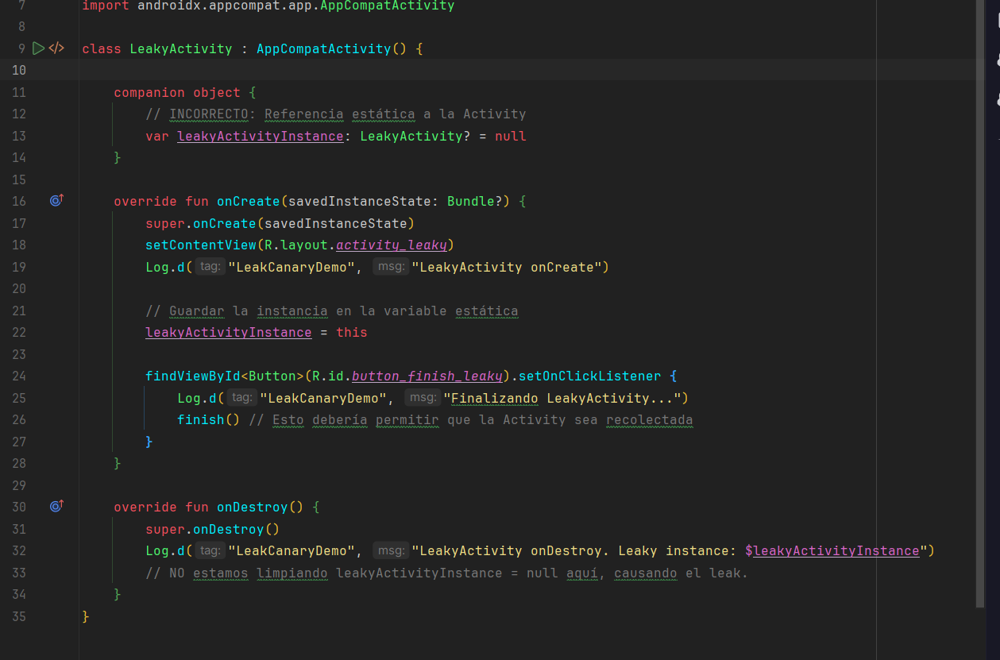 7 import androidx.appcompat.app.AppCompatActivity
8
9 class LeakyActivity : AppCompatActivity() {
10
11 companion object {
12 // INCORRECTO: Referencia estática a la Activity
13 var leakyActivityInstance: LeakyActivity? = null
14 }
15
16 override fun onCreate(savedInstanceState: Bundle?) {
17 super.onCreate(savedInstanceState)
18 setContentView(R.layout.activity_leaky)
19 Log.d( tag: "LeakCanaryDemo", msg: "LeakyActivity onCreate")
20
21 // Guardar la instancia en la variable estática
22 leakyActivityInstance = this
23
24 findViewById<Button>(R.id.button_finish_leaky).setOnClickListener {
25 Log.d( tag: "LeakCanaryDemo", msg: "Finalizando LeakyActivity...")
26 finish() // Esto debería permitir que la Activity sea recolectada
27 }
28 }
29
30 override fun onDestroy() {
31 super.onDestroy()
32 Log.d( tag: "LeakCanaryDemo", msg: "LeakyActivity onDestroy. Leaky instance: $leakyActivityInstance")
33 // NO estamos limpiando leakyActivityInstance = null aquí, causando el leak.
34 }
35 }